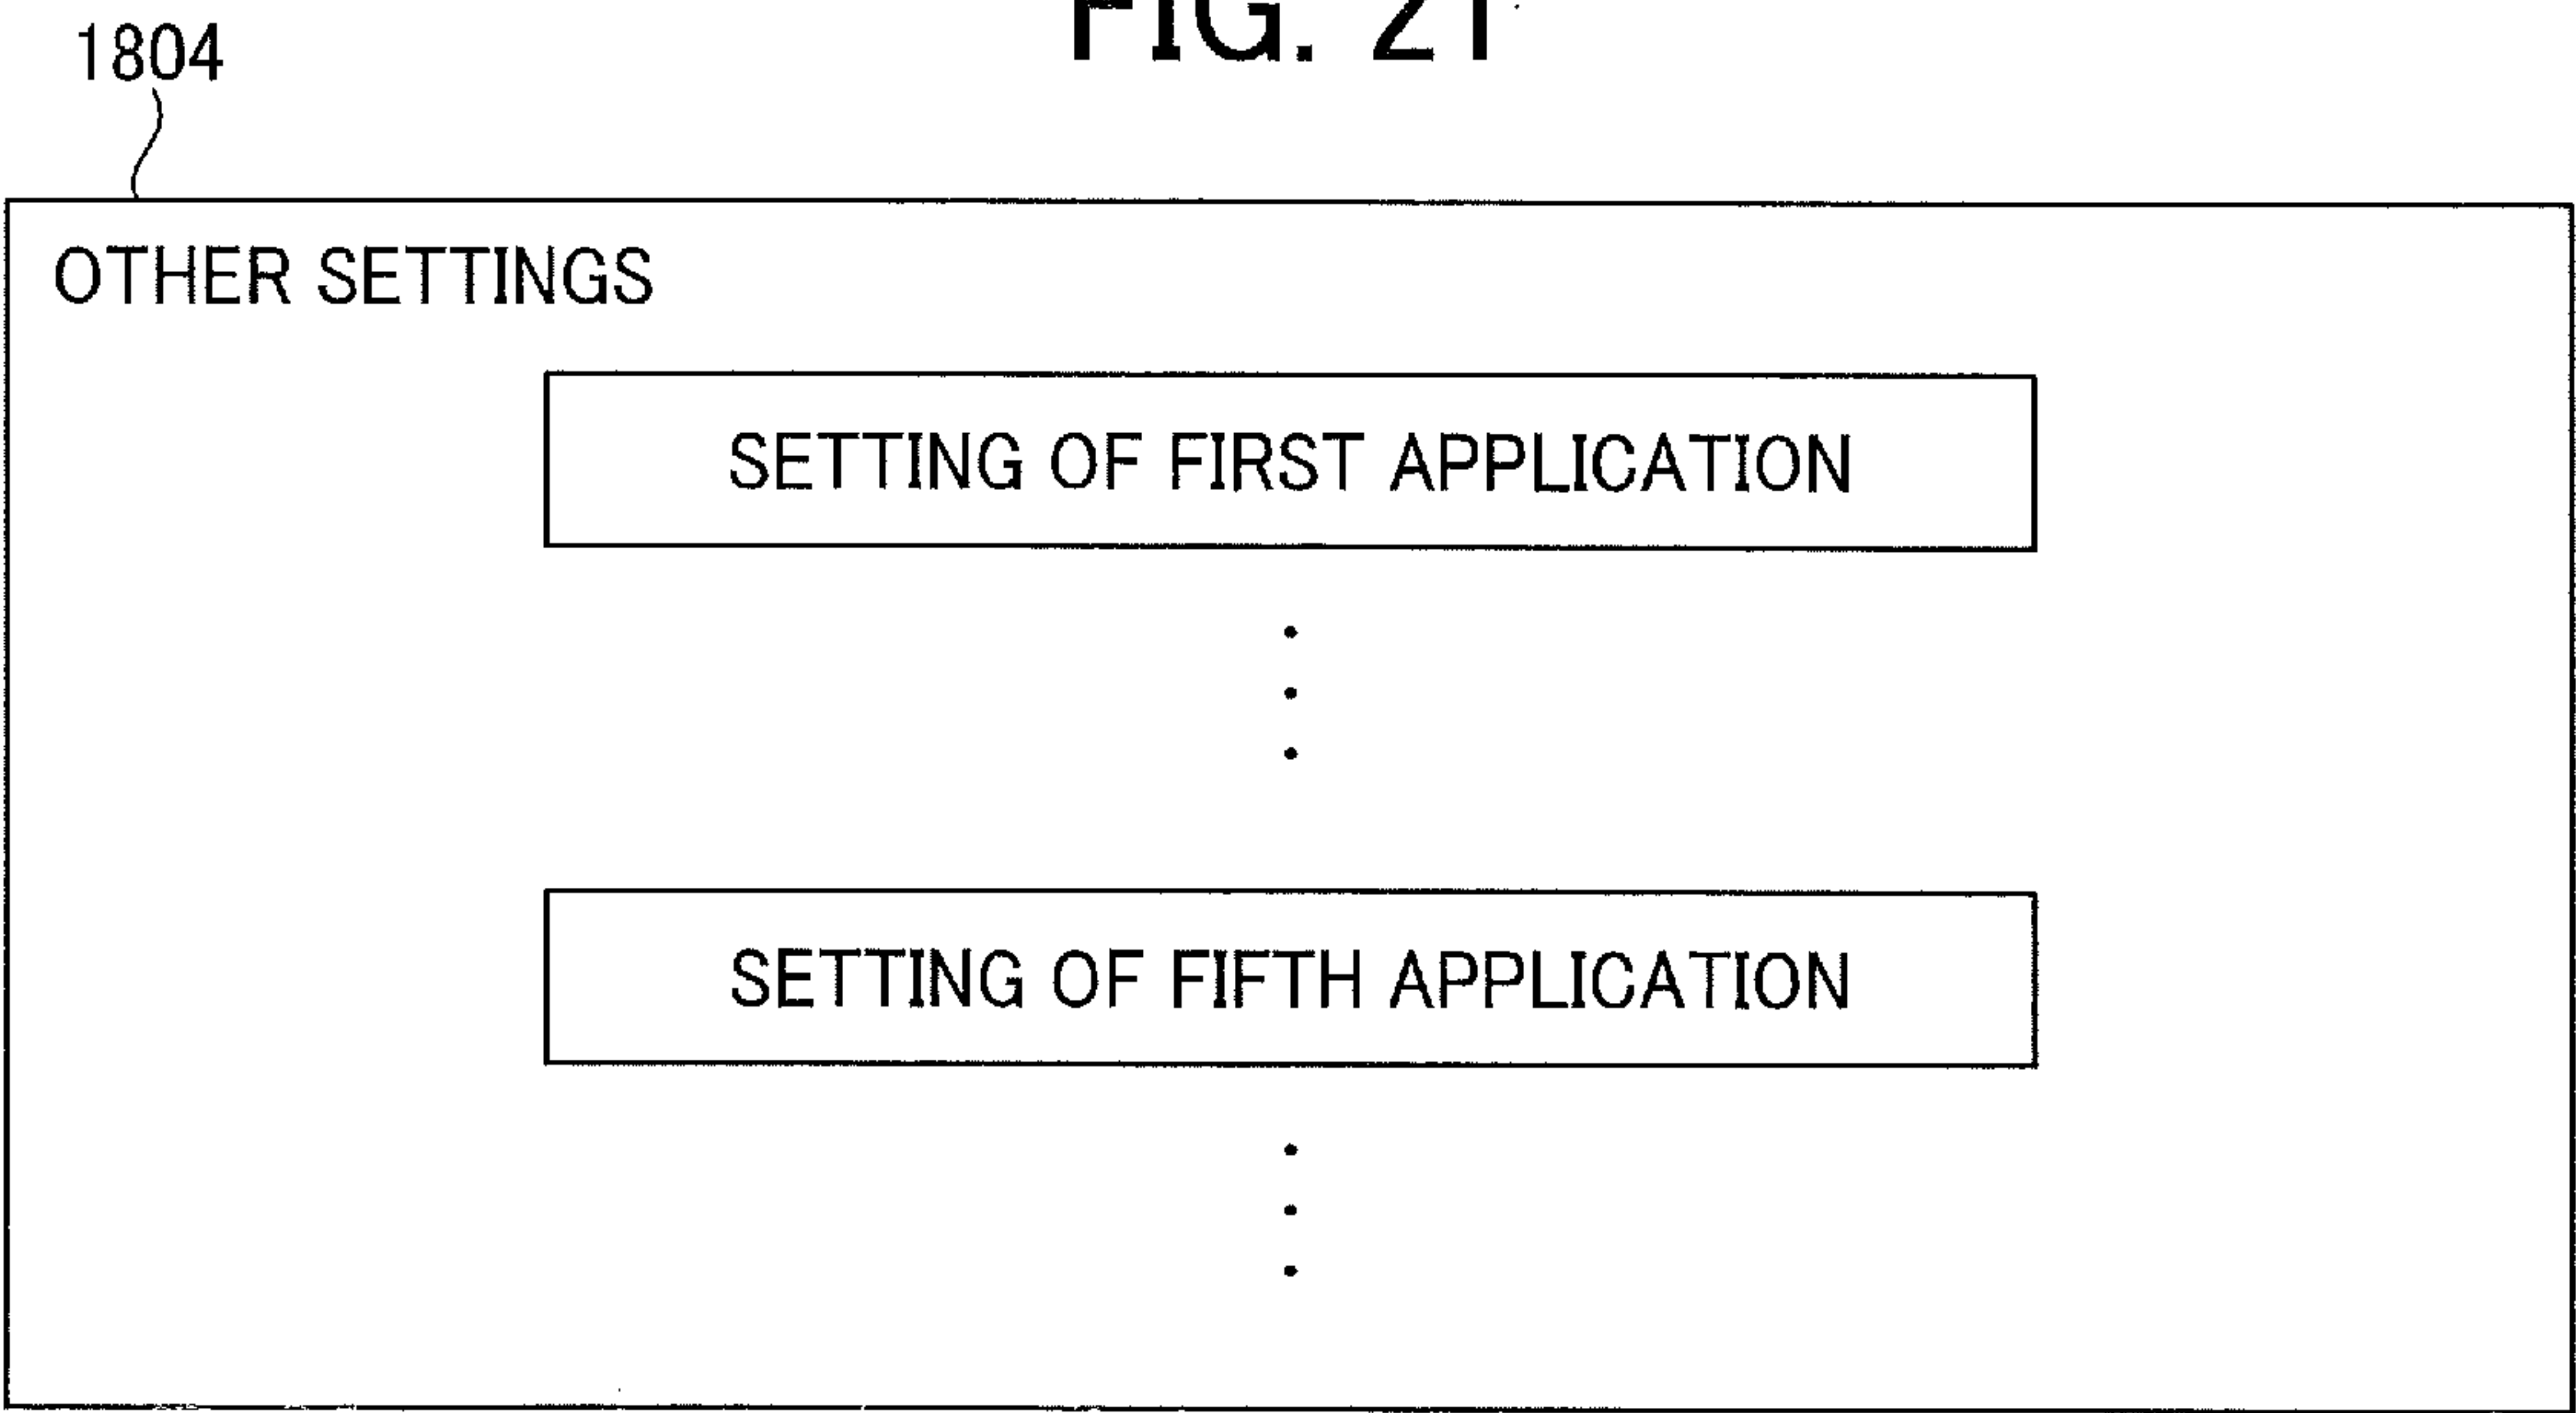 FIG. 21
1804
OTHER SETTINGS
SETTING OF FIRST APPLICATION
SETTING OF FIFTH APPLICATION